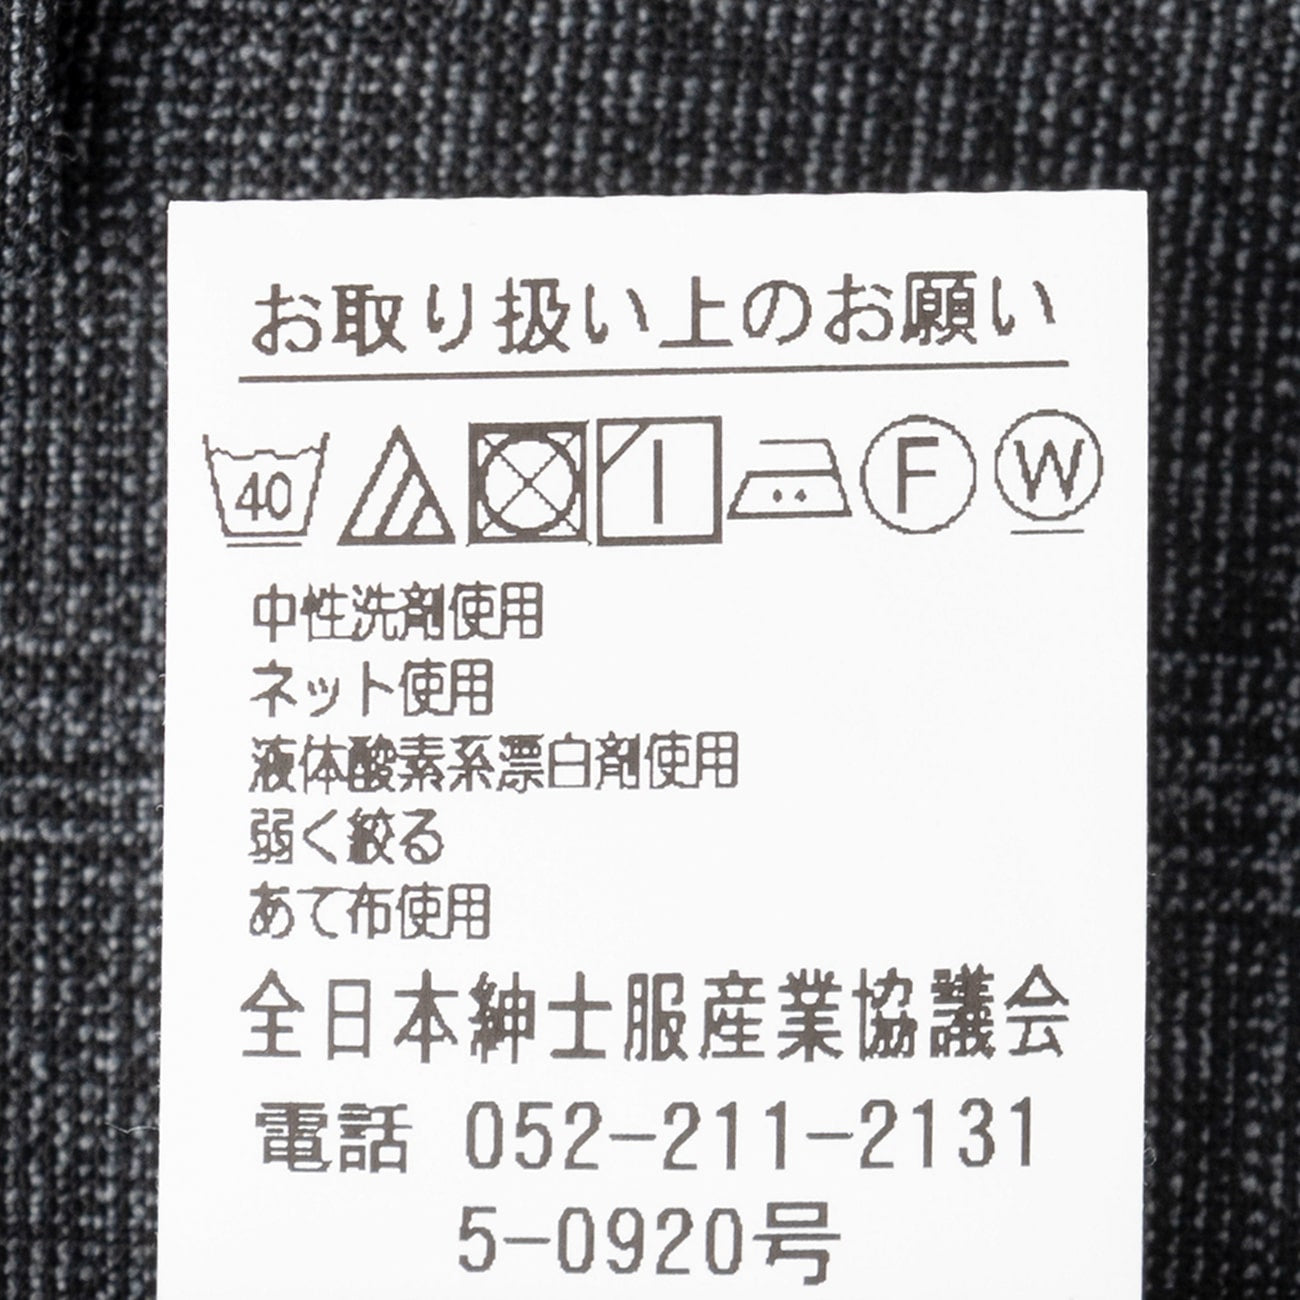 お取り扱い上のお願い
40 F W
中性洗剤使用
ネット使用
液体酸素系漂白剤使用
弱く絞る
あて布使用
全日本紳士服産業協議会
電話 052-211-2131
5-0920号